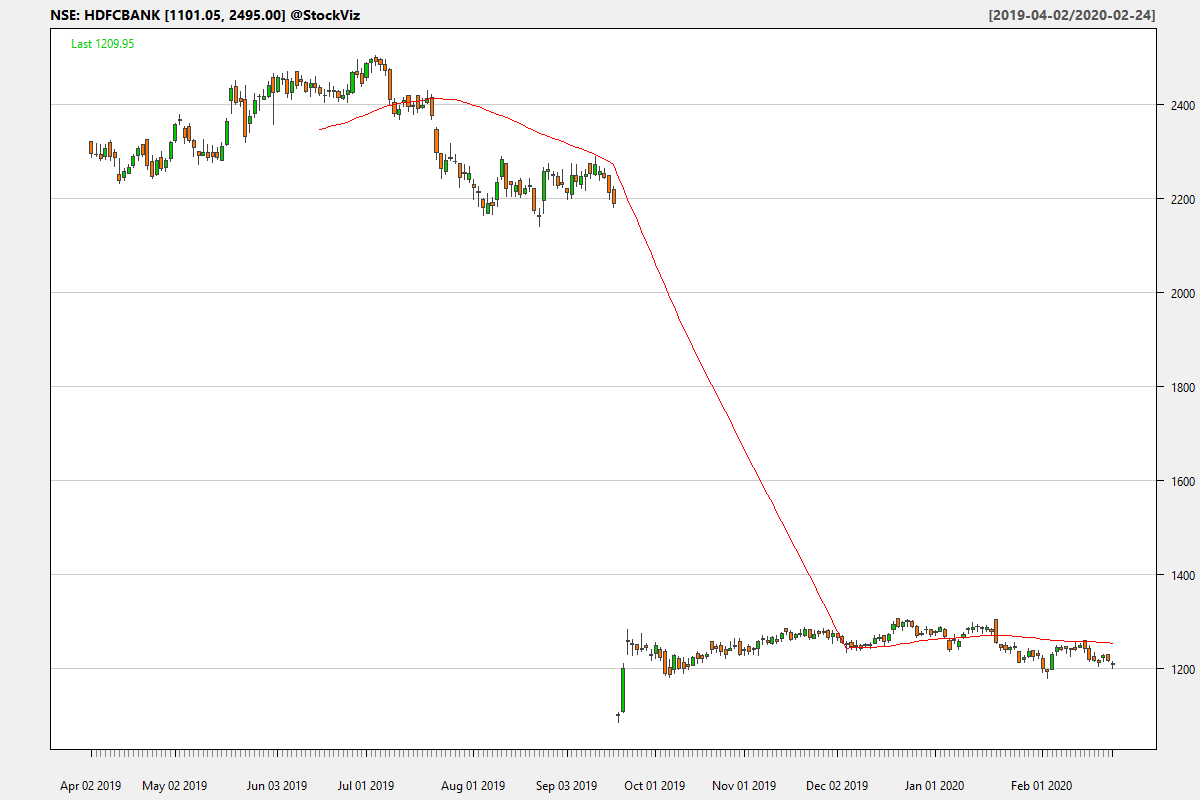 NSE: HDFCBANK [1101.05, 2495.00] @StockViz
[2019-04-02/2020-02-24]
Last 1209.95
2400
2200
2000
1800
1600
1400
1200
Apr 02 2019 May 02 2019 Jun 03 2019 Jul 01 2019 Aug 01 2019 Sep 03 2019 Oct 01 2019 Nov 01 2019 Dec 02 2019 Jan 01 2020 Feb 01 2020